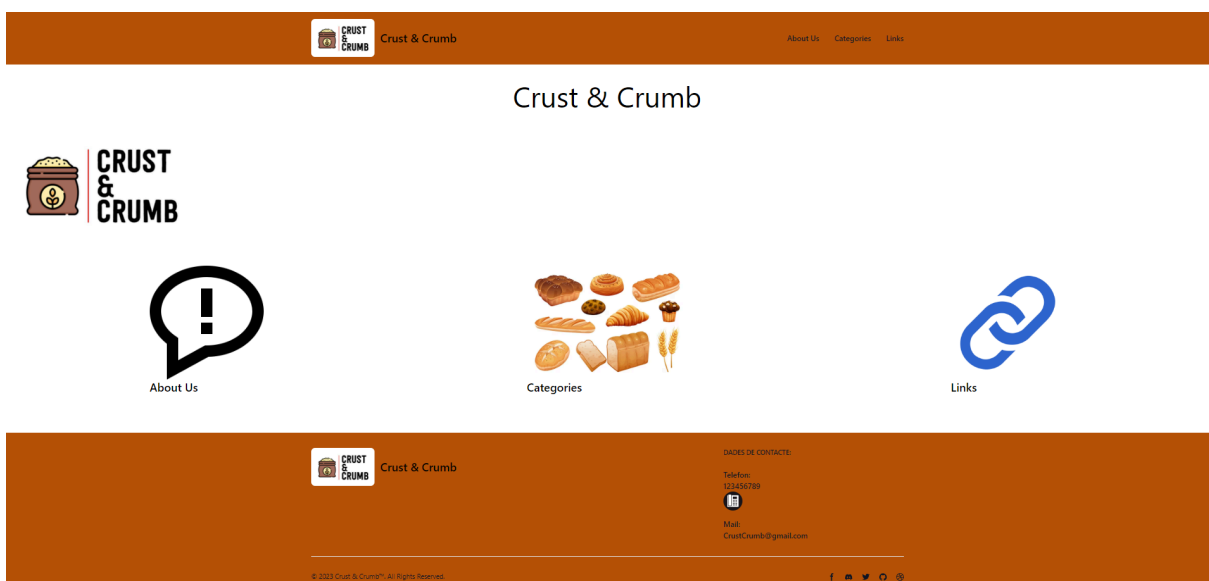 CRUST
&
CRUMB
Crust & Crumb
About Us
Categories
Links
Crust & Crumb
CRUST
&
CRUMB
About Us
Categories
Links
CRUST
&
CRUMB
Crust & Crumb
DADES DE CONTACTE:
Telefon:
123456789
Mail:
CrustCrumb@gmail.com
© 2023 Crust & Crumb™. All Rights Reserved.